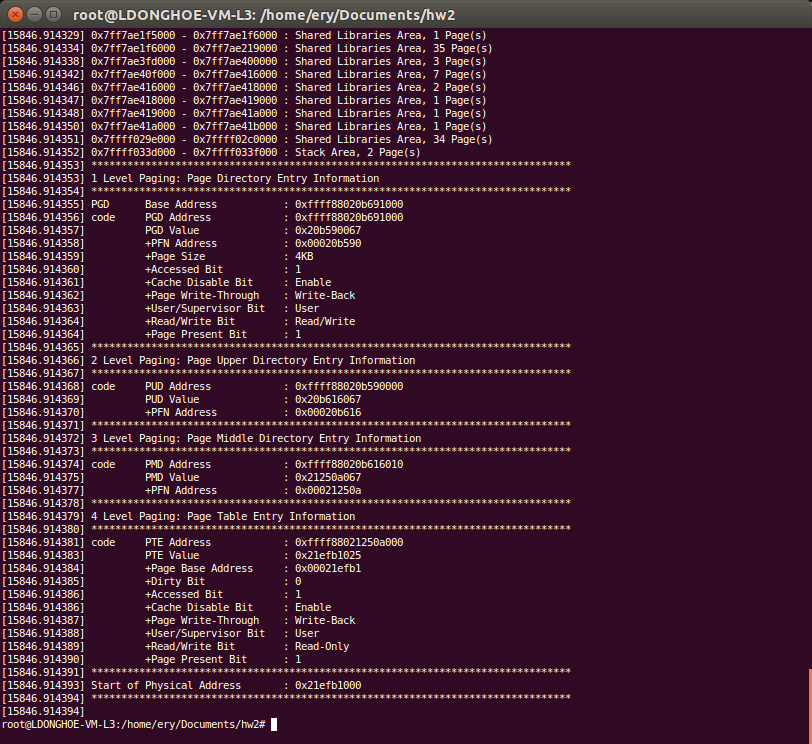 root@LDONGHOE-VM-L3: /home/ery/Documents/hw2
[15846.914329] 0x7ff7ae1f5000 - 0x7ff7ae1f6000 : Shared Libraries Area, 1 Page(s)
[15846.914334] 0x7ff7ae1f6000 - 0x7ff7ae219000 : Shared Libraries Area, 35 Page(s)
[15846.914338] 0x7ff7ae3fd000 - 0x7ff7ae400000 : Shared Libraries Area, 3 Page(s)
[15846.914342] 0x7ff7ae40f000 - 0x7ff7ae416000 : Shared Libraries Area, 7 Page(s)
[15846.914346] 0x7ff7ae416000 - 0x7ff7ae418000 : Shared Libraries Area, 2 Page(s)
[15846.914347] 0x7ff7ae418000 - 0x7ff7ae419000 : Shared Libraries Area, 1 Page(s)
[15846.914348] 0x7ff7ae419000 - 0x7ff7ae41a000 : Shared Libraries Area, 1 Page(s)
[15846.914350] 0x7ff7ae41a000 - 0x7ff7ae41b000 : Shared Libraries Area, 1 Page(s)
[15846.914351] 0x7ffff029e000 - 0x7ffff02c0000 : Shared Libraries Area, 34 Page(s)
[15846.914352] 0x7ffff033d000 - 0x7ffff033f000 : Stack Area, 2 Page(s)
[15846.914353] ********************************************************************************
[15846.914353] 1 Level Paging: Page Directory Entry Information
[15846.914354] ********************************************************************************
[15846.914355] PGD      Base Address           : 0xffff88020b691000
[15846.914356] code     PGD Address            : 0xffff88020b691000
[15846.914357]          PGD Value              : 0x20b590067
[15846.914358]          +PFN Address           : 0x00020b590
[15846.914359]          +Page Size             : 4KB
[15846.914360]          +Accessed Bit          : 1
[15846.914361]          +Cache Disable Bit     : Enable
[15846.914362]          +Page Write-Through    : Write-Back
[15846.914363]          +User/Supervisor Bit   : User
[15846.914364]          +Read/Write Bit        : Read/Write
[15846.914364]          +Page Present Bit      : 1
[15846.914365] ********************************************************************************
[15846.914366] 2 Level Paging: Page Upper Directory Entry Information
[15846.914367] ********************************************************************************
[15846.914368] code     PUD Address            : 0xffff88020b590000
[15846.914369]          PUD Value              : 0x20b616067
[15846.914370]          +PFN Address           : 0x00020b616
[15846.914371] ********************************************************************************
[15846.914372] 3 Level Paging: Page Middle Directory Entry Information
[15846.914373] ********************************************************************************
[15846.914374] code     PMD Address            : 0xffff88020b616010
[15846.914375]          PMD Value              : 0x21250a067
[15846.914377]          +PFN Address           : 0x00021250a
[15846.914378] ********************************************************************************
[15846.914379] 4 Level Paging: Page Table Entry Information
[15846.914380] ********************************************************************************
[15846.914381] code     PTE Address            : 0xffff88021250a000
[15846.914383]          PTE Value              : 0x21efb1025
[15846.914384]          +Page Base Address     : 0x00021efb1
[15846.914385]          +Dirty Bit             : 0
[15846.914386]          +Accessed Bit          : 1
[15846.914386]          +Cache Disable Bit     : Enable
[15846.914387]          +Page Write-Through    : Write-Back
[15846.914388]          +User/Supervisor Bit   : User
[15846.914389]          +Read/Write Bit        : Read-Only
[15846.914390]          +Page Present Bit      : 1
[15846.914391] ********************************************************************************
[15846.914393] Start of Physical Address       : 0x21efb1000
[15846.914394] ********************************************************************************
[15846.914394]
root@LDONGHOE-VM-L3:/home/ery/Documents/hw2#